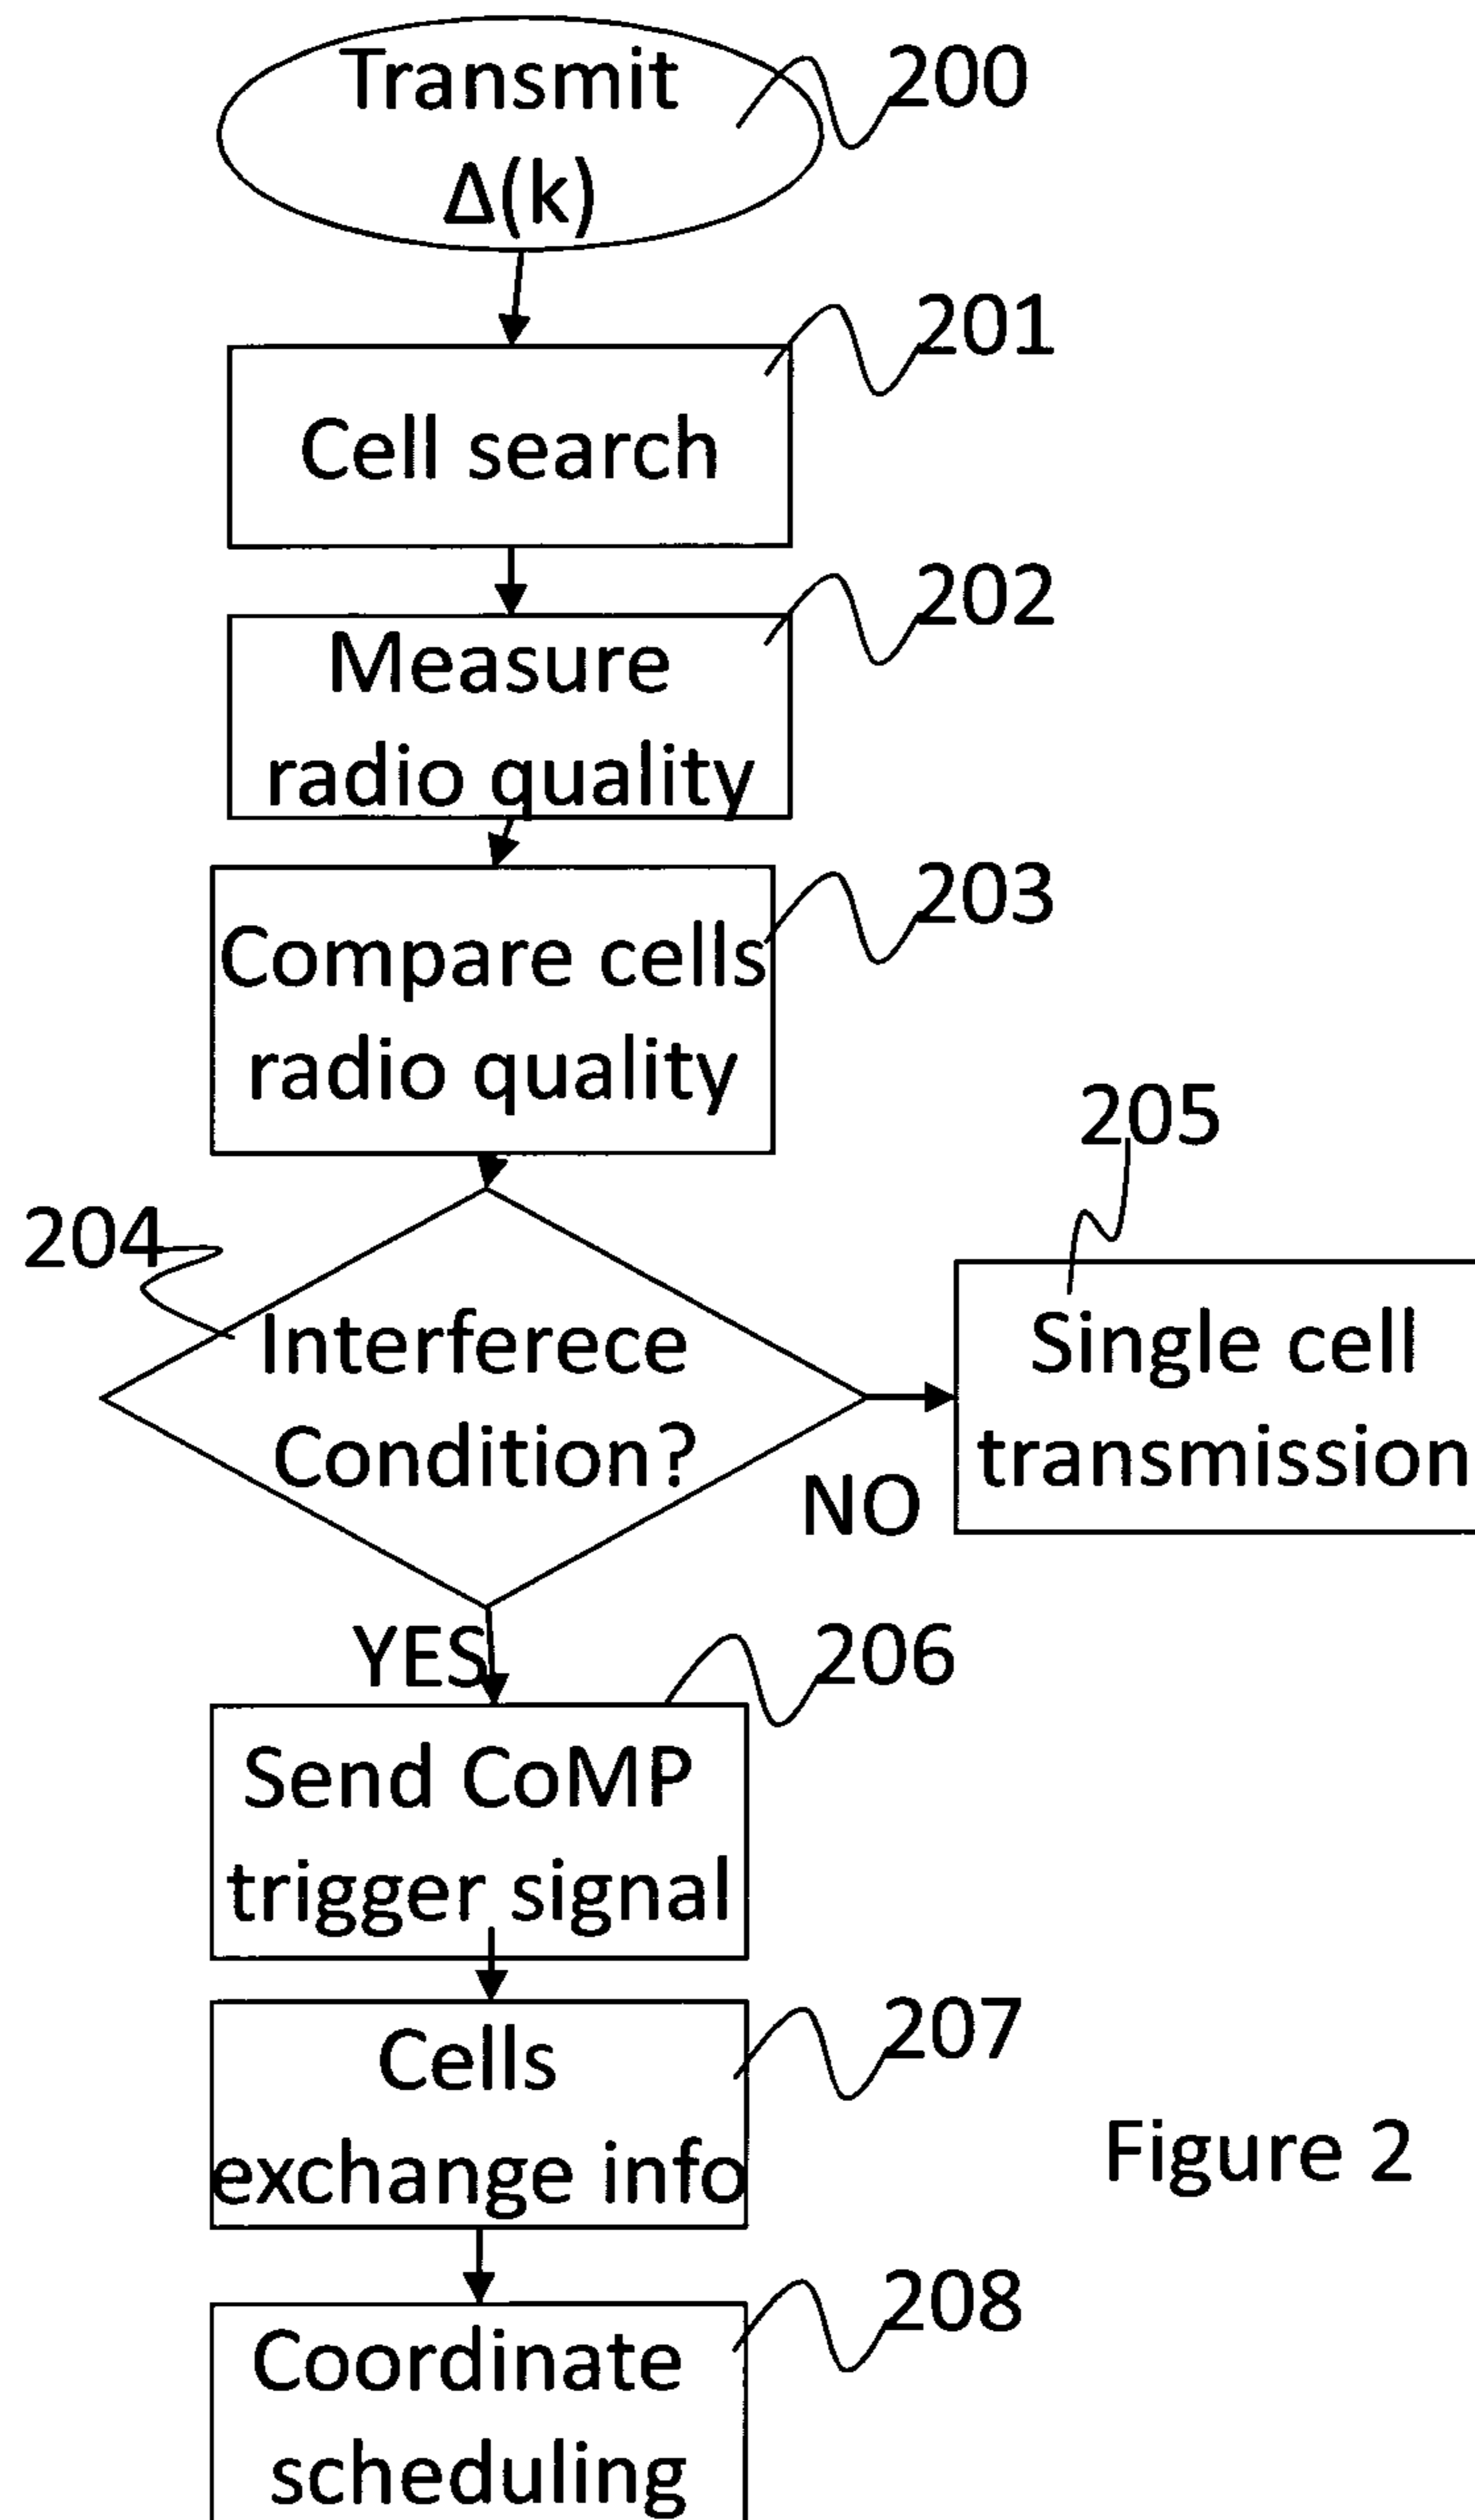 Transmit
Δ(k)
200
201
Cell search
202
Measure
radio quality
203
Compare cells
radio quality
204
205
Interferece
Condition?
Single cell
transmission
NO
YES
206
Send CoMP
trigger signal
207
Cells
exchange info
Figure 2
208
Coordinate
scheduling